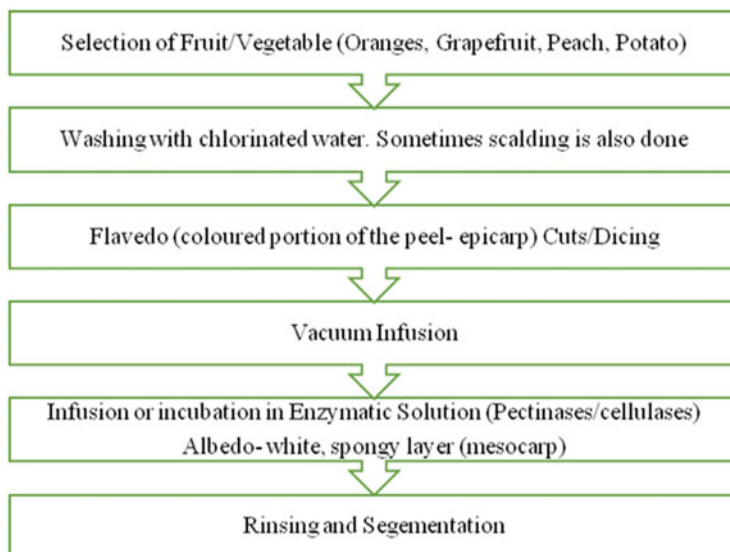 Selection of Fruit/Vegetable (Oranges, Grapefruit, Peach, Potato)
Washing with chlorinated water. Sometimes scalding is also done
Flavedo (coloured portion of the peel- epicarp) Cuts/Dicing
Vacuum Infusion
Infusion or incubation in Enzymatic Solution (Pectinases/cellulases)
Albedo- white, spongy layer (mesocarp)
Rinsing and Segementation